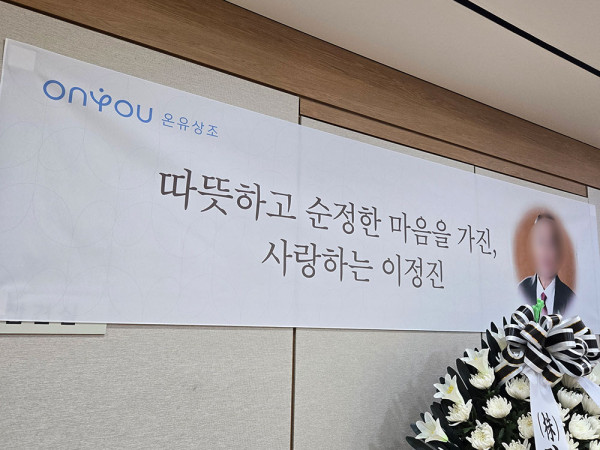 onyou 온유상조
따뜻하고 순정한 마음을 가진,
사랑하는 이정진
(株)